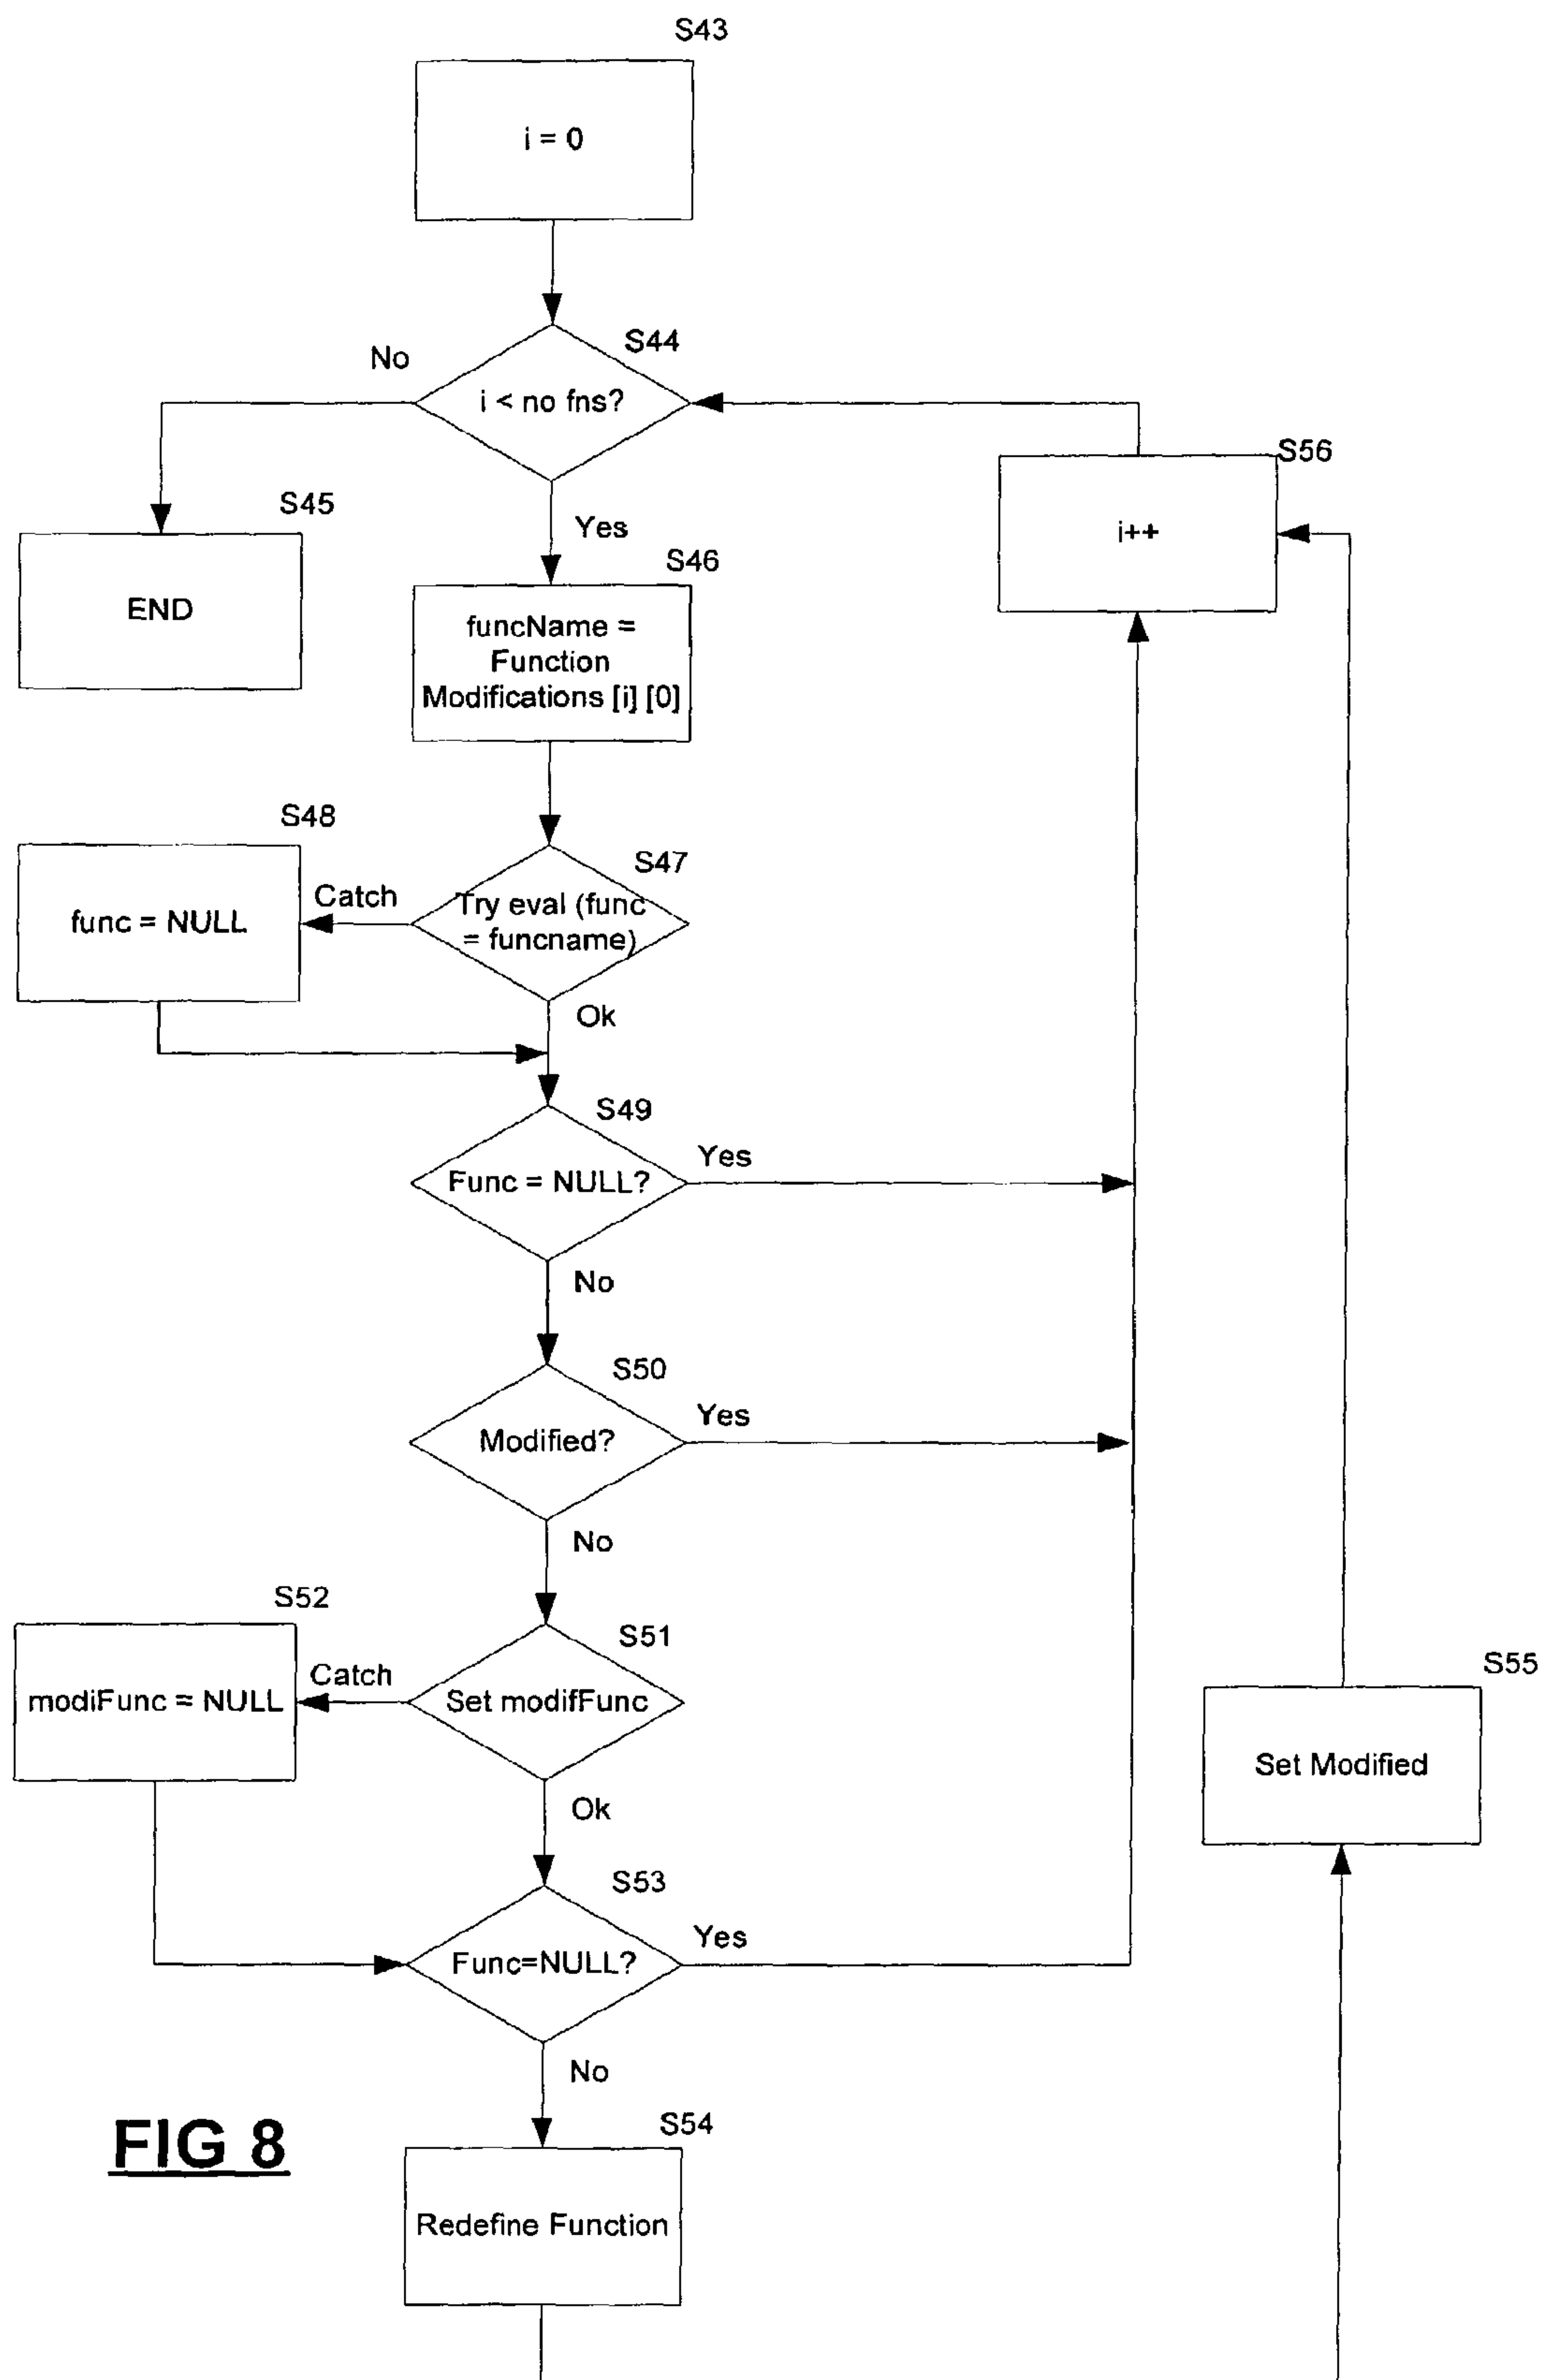 S43
i = 0
S44
No
i < no fns?
S56
i++
S45
END
Yes
S46
funcName =
Function
Modifications [i] [0]
S48
func = NULL
Catch
S47
Try eval (func
= funcname)
Ok
S49
Func = NULL?
Yes
No
S50
Modified?
Yes
No
S52
modiFunc = NULL
Catch
S51
Set modifFunc
Ok
S55
Set Modified
S53
Func=NULL?
Yes
No
FIG 8
S54
Redefine Function